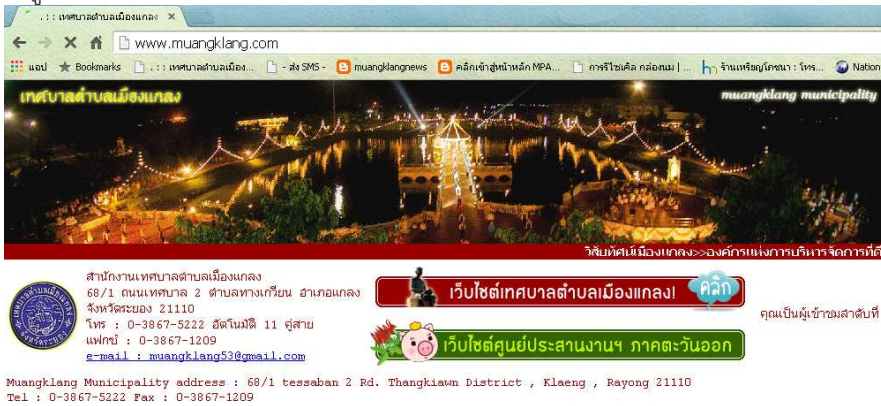 . : : เทศบาลตำบลเมืองแกลง ×
www.muangklang.com
แอป Bookmarks . : : เทศบาลตำบลเมือง... - ส่ง SMS - muangklangnews คลิกเข้าสู่หน้าหลัก MPA... การรีไซเคิล กล่องนม | ... ร้านเหรียญโภชนา : โทร... Nation
เทศบาลตำบลเมืองแกลง muangklang municipality
วิสัยทัศน์เมืองแกลง>>องค์กรแห่งการบริหารจัดการที่ดี
สำนักงานเทศบาลตำบลเมืองแกลง
68/1 ถนนเทศบาล 2 ตำบลทางเกวียน อำเภอแกลง
จังหวัดระยอง 21110
โทร : 0-3867-5222 อัตโนมัติ 11 คู่สาย
แฟกซ์ : 0-3867-1209
e-mail : muangklang53@gmail.com
เว็บไซต์เทศบาลตำบลเมืองแกลง! คลิก
เว็บไซต์ศูนย์ประสานงานฯ ภาคตะวันออก
คุณเป็นผู้เข้าชมลำดับที่
Muangklang Municipality address : 68/1 tessaban 2 Rd. Thangkiawn District , Klaeng , Rayong 21110
Tel : 0-3867-5222 Fax : 0-3867-1209